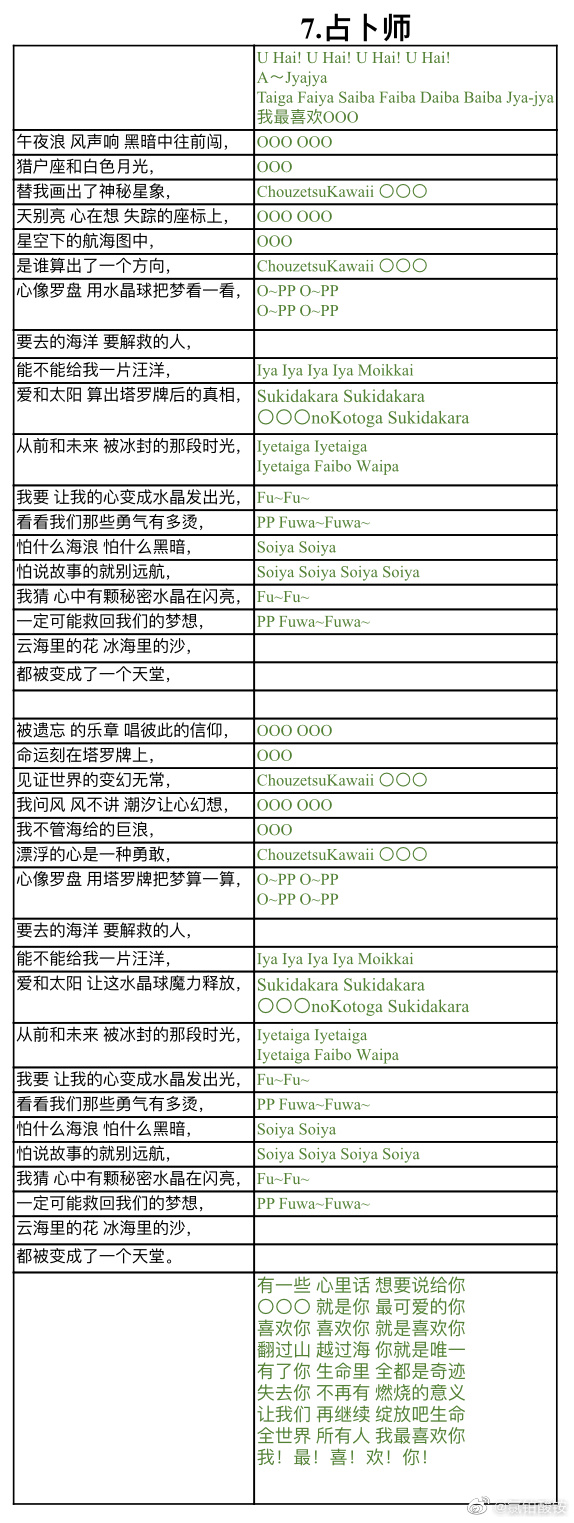 7.占卜师
U Hai! U Hai! U Hai! U Hai!
A～Jyajya
Taiga Faiya Saiba Faiba Daiba Baiba Jya-jya
我最喜欢OOO
午夜浪 风声响 黑暗中往前闯， OOO OOO
猎户座和白色月光， OOO
替我画出了神秘星象， ChouzetsuKawaii 〇〇〇
天别亮 心在想 失踪的座标上， OOO OOO
星空下的航海图中， OOO
是谁算出了一个方向， ChouzetsuKawaii 〇〇〇
心像罗盘 用水晶球把梦看一看， O~PP O~PP
O~PP O~PP
要去的海洋 要解救的人，
能不能给我一片汪洋， Iya Iya Iya Iya Moikkai
爱和太阳 算出塔罗牌后的真相， Sukidakara Sukidakara
〇〇〇noKotoga Sukidakara
从前和未来 被冰封的那段时光， Iyetaiga Iyetaiga
Iyetaiga Faibo Waipa
我要 让我的心变成水晶发出光， Fu~Fu~
看看我们那些勇气有多烫， PP Fuwa~Fuwa~
怕什么海浪 怕什么黑暗， Soiya Soiya
怕说故事的就别远航， Soiya Soiya Soiya Soiya
我猜 心中有颗秘密水晶在闪亮， Fu~Fu~
一定可能救回我们的梦想， PP Fuwa~Fuwa~
云海里的花 冰海里的沙，
都被变成了一个天堂，
被遗忘 的乐章 唱彼此的信仰， OOO OOO
命运刻在塔罗牌上， OOO
见证世界的变幻无常， ChouzetsuKawaii 〇〇〇
我问风 风不讲 潮汐让心幻想， OOO OOO
我不管海给的巨浪， OOO
漂浮的心是一种勇敢， ChouzetsuKawaii 〇〇〇
心像罗盘 用塔罗牌把梦算一算， O~PP O~PP
O~PP O~PP
要去的海洋 要解救的人，
能不能给我一片汪洋， Iya Iya Iya Iya Moikkai
爱和太阳 让这水晶球魔力释放， Sukidakara Sukidakara
〇〇〇noKotoga Sukidakara
从前和未来 被冰封的那段时光， Iyetaiga Iyetaiga
Iyetaiga Faibo Waipa
我要 让我的心变成水晶发出光， Fu~Fu~
看看我们那些勇气有多烫， PP Fuwa~Fuwa~
怕什么海浪 怕什么黑暗， Soiya Soiya
怕说故事的就别远航， Soiya Soiya Soiya Soiya
我猜 心中有颗秘密水晶在闪亮， Fu~Fu~
一定可能救回我们的梦想， PP Fuwa~Fuwa~
云海里的花 冰海里的沙，
都被变成了一个天堂。
有一些 心里话 想要说给你
〇〇〇 就是你 最可爱的你
喜欢你 喜欢你 就是喜欢你
翻过山 越过海 你就是唯一
有了你 生命里 全都是奇迹
失去你 不再有 燃烧的意义
让我们 再继续 绽放吧生命
全世界 所有人 我最喜欢你
我！最！喜！欢！你！